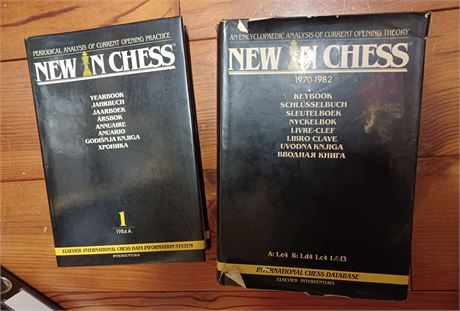 PERIODICAL ANALYSIS OF CURRENT OPENING PRACTICE
NEW IN CHESS
YEARBOOK
JAHRBUCH
JAARBOEK
ÅRSBOK
ANNUAIRE
ANUARIO
GODIŠNJA KNJIGA
ХРОНИКА
1
1984 A
ELSEVIER INTERNATIONAL CHESS DATA INFORMATION SYSTEM
INTERVENTURA
AN ENCYCLOPAEDIC ANALYSIS OF CURRENT OPENING THEORY
NEW IN CHESS
1970-1982
KEYBOOK
SCHLÜSSELBUCH
SLEUTELBOEK
NYCKELBOK
LIVRE-CLEF
LIBRO CLAVE
UVODNA KNJIGA
ВВОДНАЯ КНИГА
A: 1.e4 B: 1.d4 1.c4 1.♘f3
INTERNATIONAL CHESS DATABASE
ELSEVIER INTERVENTURA